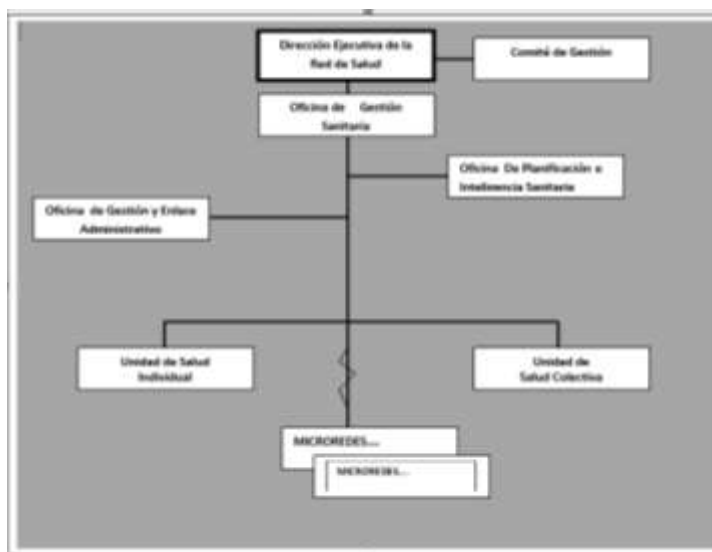 Dirección Ejecutiva de la
Red de Salud
Comité de Gestión
Oficina de Gestión
Sanitaria
Oficina De Planificación e
Inteligencia Sanitaria
Oficina de Gestión y Enlace
Administrativo
Unidad de Salud
Individual
Unidad de
Salud Colectiva
MICROREDES...
MICROREDES...